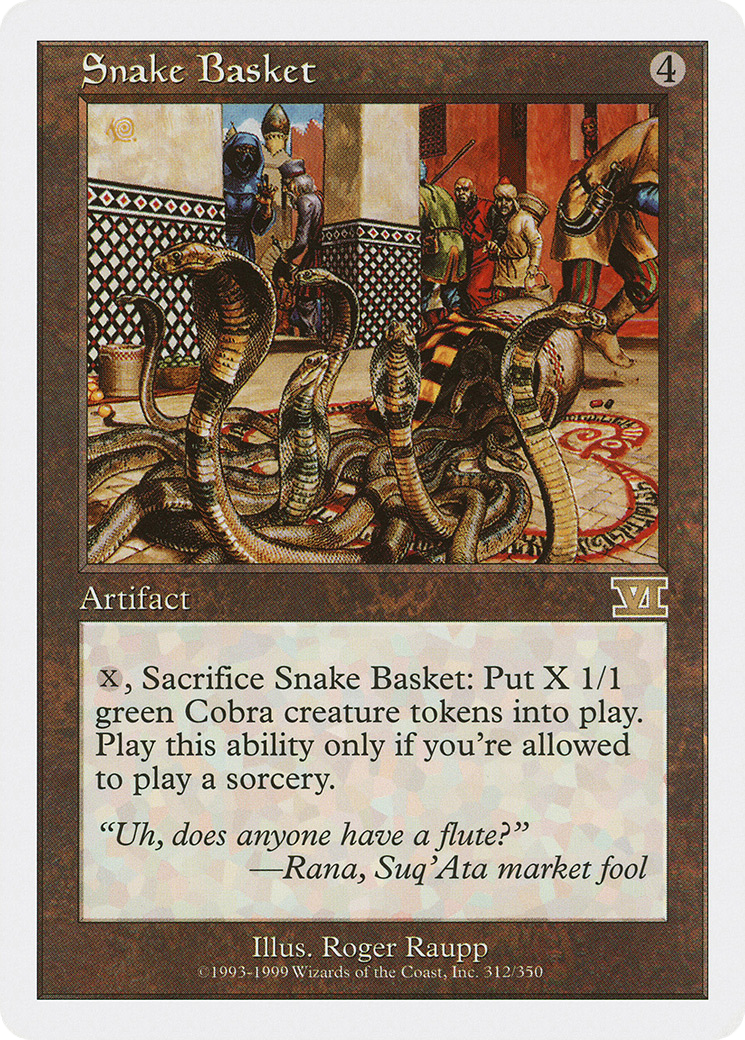 Snake Basket
4
Artifact
VI
X, Sacrifice Snake Basket: Put X 1/1
green Cobra creature tokens into play.
Play this ability only if you're allowed
to play a sorcery.
“Uh, does anyone have a flute?”
—Rana, Suq'Ata market fool
Illus. Roger Raupp
©1993-1999 Wizards of the Coast, Inc. 312/350